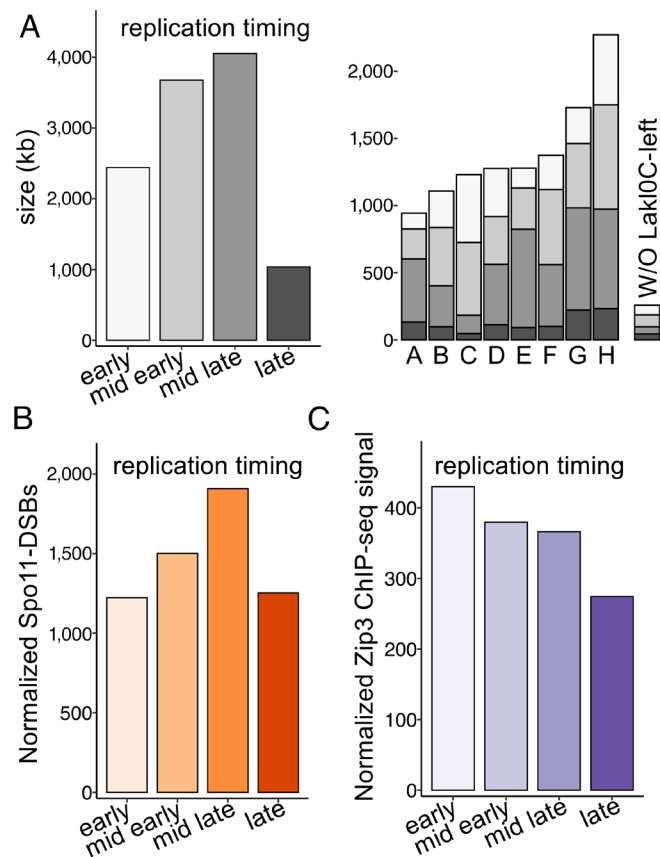 A
replication timing
size (kb)
4,000
3,000
2,000
1,000
0
early
mid early
mid late
late
2,000
1,500
1,000
500
0
A B C D E F G H
W/O Lakl0C-left
B
replication timing
Normalized Spo11-DSBs
2,000
1,500
1,000
500
0
early
mid early
mid late
late
C
replication timing
Normalized Zip3 ChIP-seq signal
400
300
200
100
0
early
mid early
mid late
late